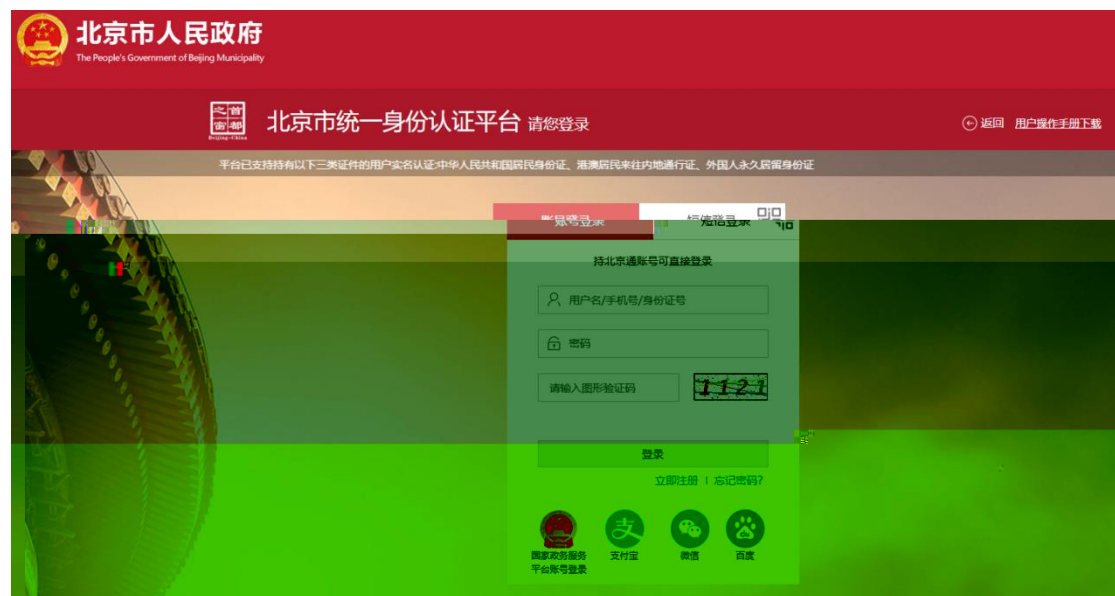 北京市人民政府
The People's Government of Beijing Municipality
首都之窗
Beijing-China
北京市统一身份认证平台 请您登录
返回 用户操作手册下载
平台已支持持有以下三类证件的用户实名认证:中华人民共和国居民身份证、港澳居民来往内地通行证、外国人永久居留身份证
账号登录 短信登录
持北京通账号可直接登录
用户名/手机号/身份证号
密码
请输入图形验证码 1121
登录
立即注册 | 忘记密码?
国家政务服务
平台账号登录
支付宝
微信
百度